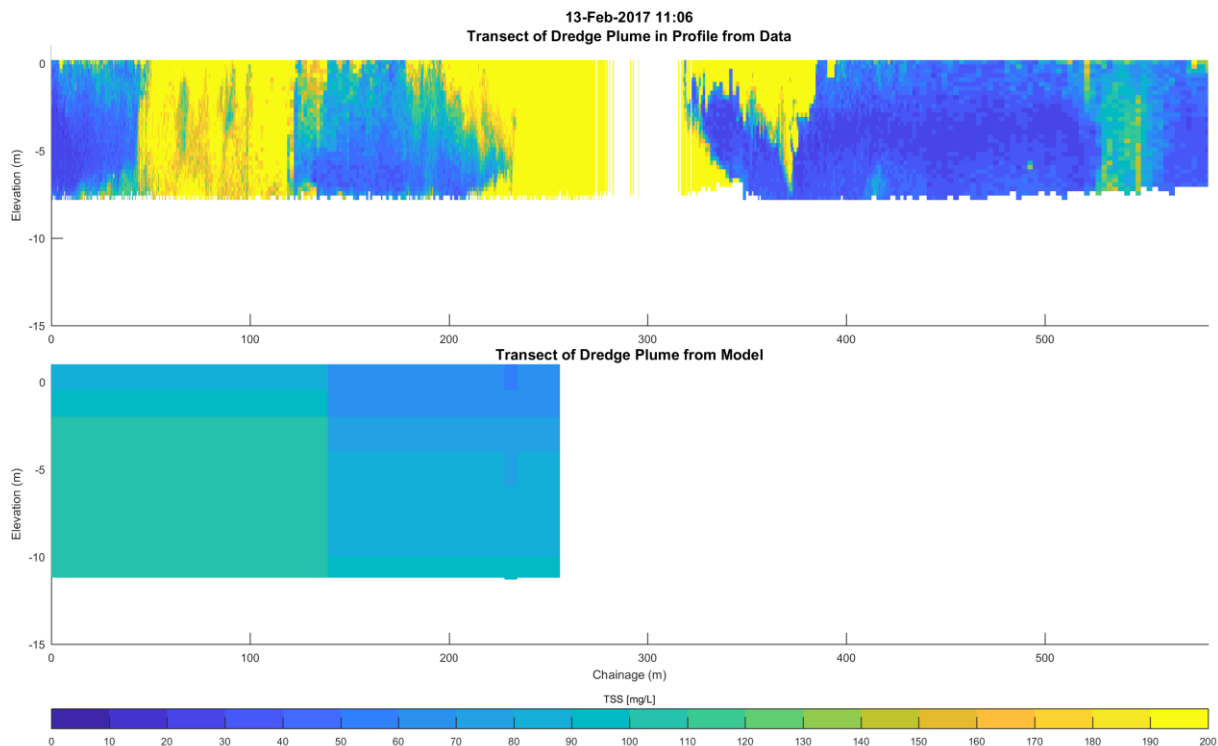 13-Feb-2017 11:06
Transect of Dredge Plume in Profile from Data
0
-5
-10
-15
Elevation (m)
0 100 200 300 400 500
Transect of Dredge Plume from Model
0
-5
-10
-15
Elevation (m)
0 100 200 300 400 500
Chainage (m)
TSS [mg/L]
0 10 20 30 40 50 60 70 80 90 100 110 120 130 140 150 160 170 180 190 200